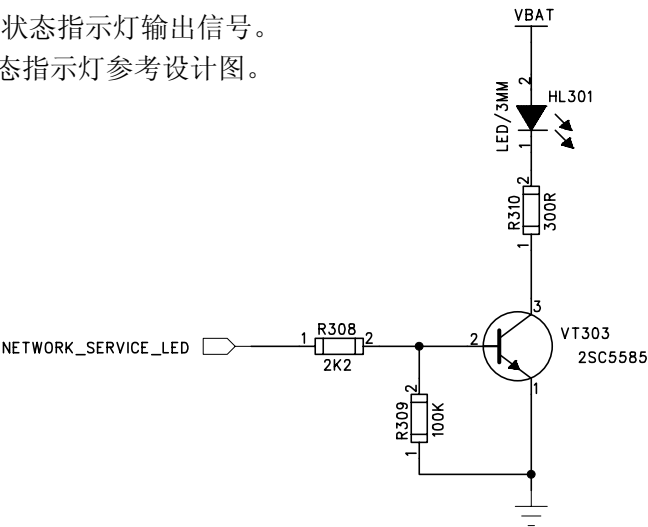 状态指示灯输出信号。
态指示灯参考设计图。
VBAT
2
HL301
LED/3MM
1
2
R310
300R
1
3
NETWORK_SERVICE_LED
1
R308
2
2K2
2
VT303
2SC5585
1
2
R309
100K
1